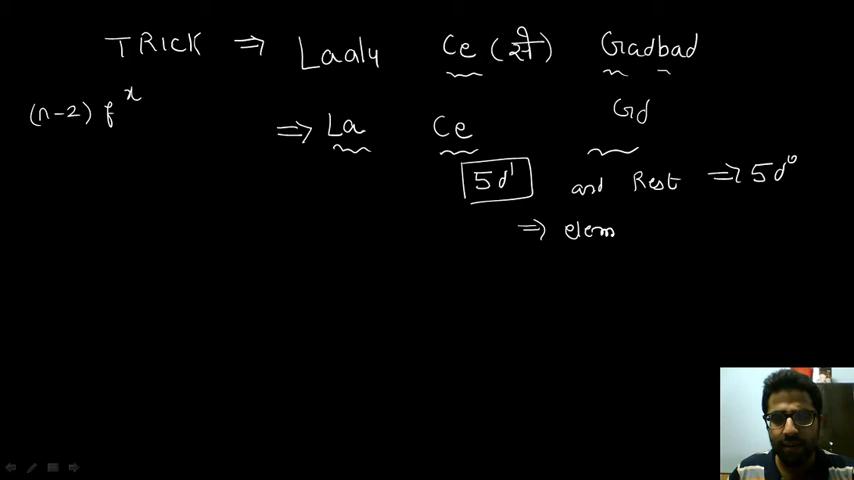 TRICK ⇒ Laaly Ce (से) Gadbad
(n-2) f^x
⇒ La Ce Gd
5d¹ and Rest ⇒ 5d⁰
⇒ elem